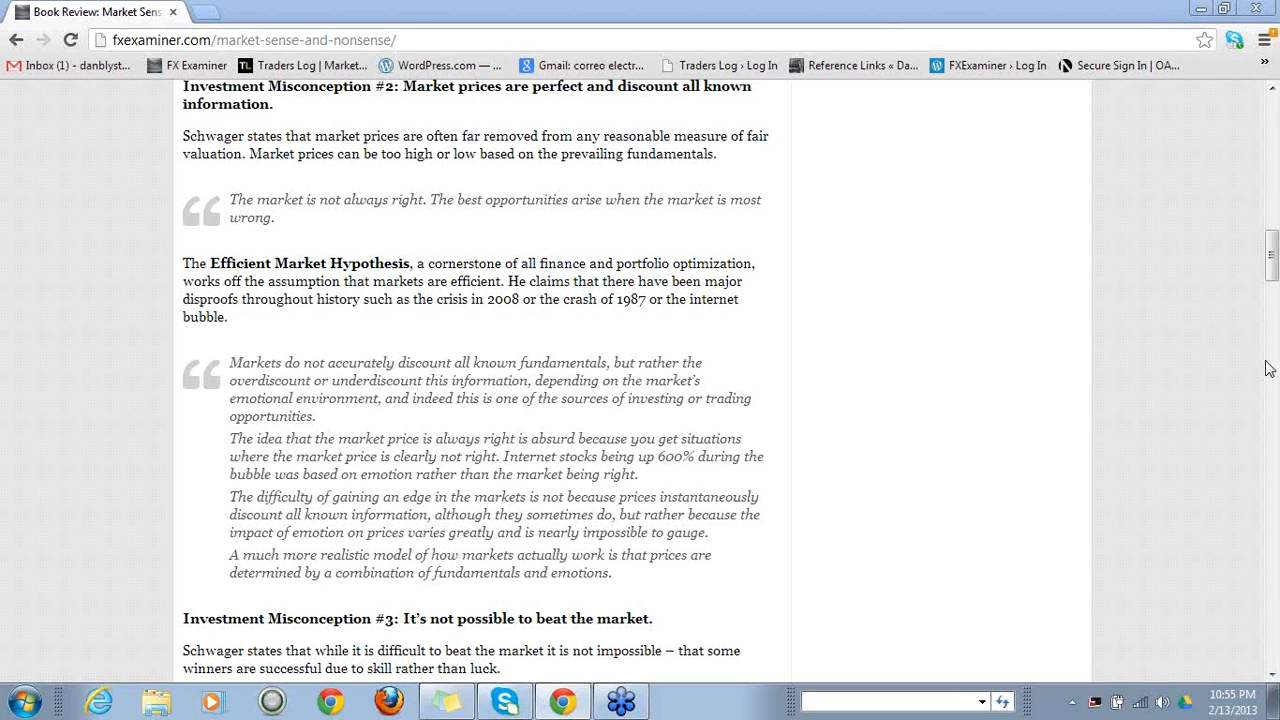 Book Review: Market Sens
fxexaminer.com/market-sense-and-nonsense/
Inbox (1) - danblyst...
FX Examiner
Traders Log | Market...
WordPress.com — ...
Gmail: correo electr...
Traders Log › Log In
Reference Links « Da...
FXExaminer › Log In
Secure Sign In | OA...
»
Investment Misconception #2: Market prices are perfect and discount all known
information.
Schwager states that market prices are often far removed from any reasonable measure of fair
valuation. Market prices can be too high or low based on the prevailing fundamentals.
The market is not always right. The best opportunities arise when the market is most
wrong.
The Efficient Market Hypothesis, a cornerstone of all finance and portfolio optimization,
works off the assumption that markets are efficient. He claims that there have been major
disproofs throughout history such as the crisis in 2008 or the crash of 1987 or the internet
bubble.
Markets do not accurately discount all known fundamentals, but rather the
overdiscount or underdiscount this information, depending on the market's
emotional environment, and indeed this is one of the sources of investing or trading
opportunities.
The idea that the market price is always right is absurd because you get situations
where the market price is clearly not right. Internet stocks being up 600% during the
bubble was based on emotion rather than the market being right.
The difficulty of gaining an edge in the markets is not because prices instantaneously
discount all known information, although they sometimes do, but rather because the
impact of emotion on prices varies greatly and is nearly impossible to gauge.
A much more realistic model of how markets actually work is that prices are
determined by a combination of fundamentals and emotions.
Investment Misconception #3: It's not possible to beat the market.
Schwager states that while it is difficult to beat the market it is not impossible – that some
winners are successful due to skill rather than luck.
10:55 PM
2/13/2013